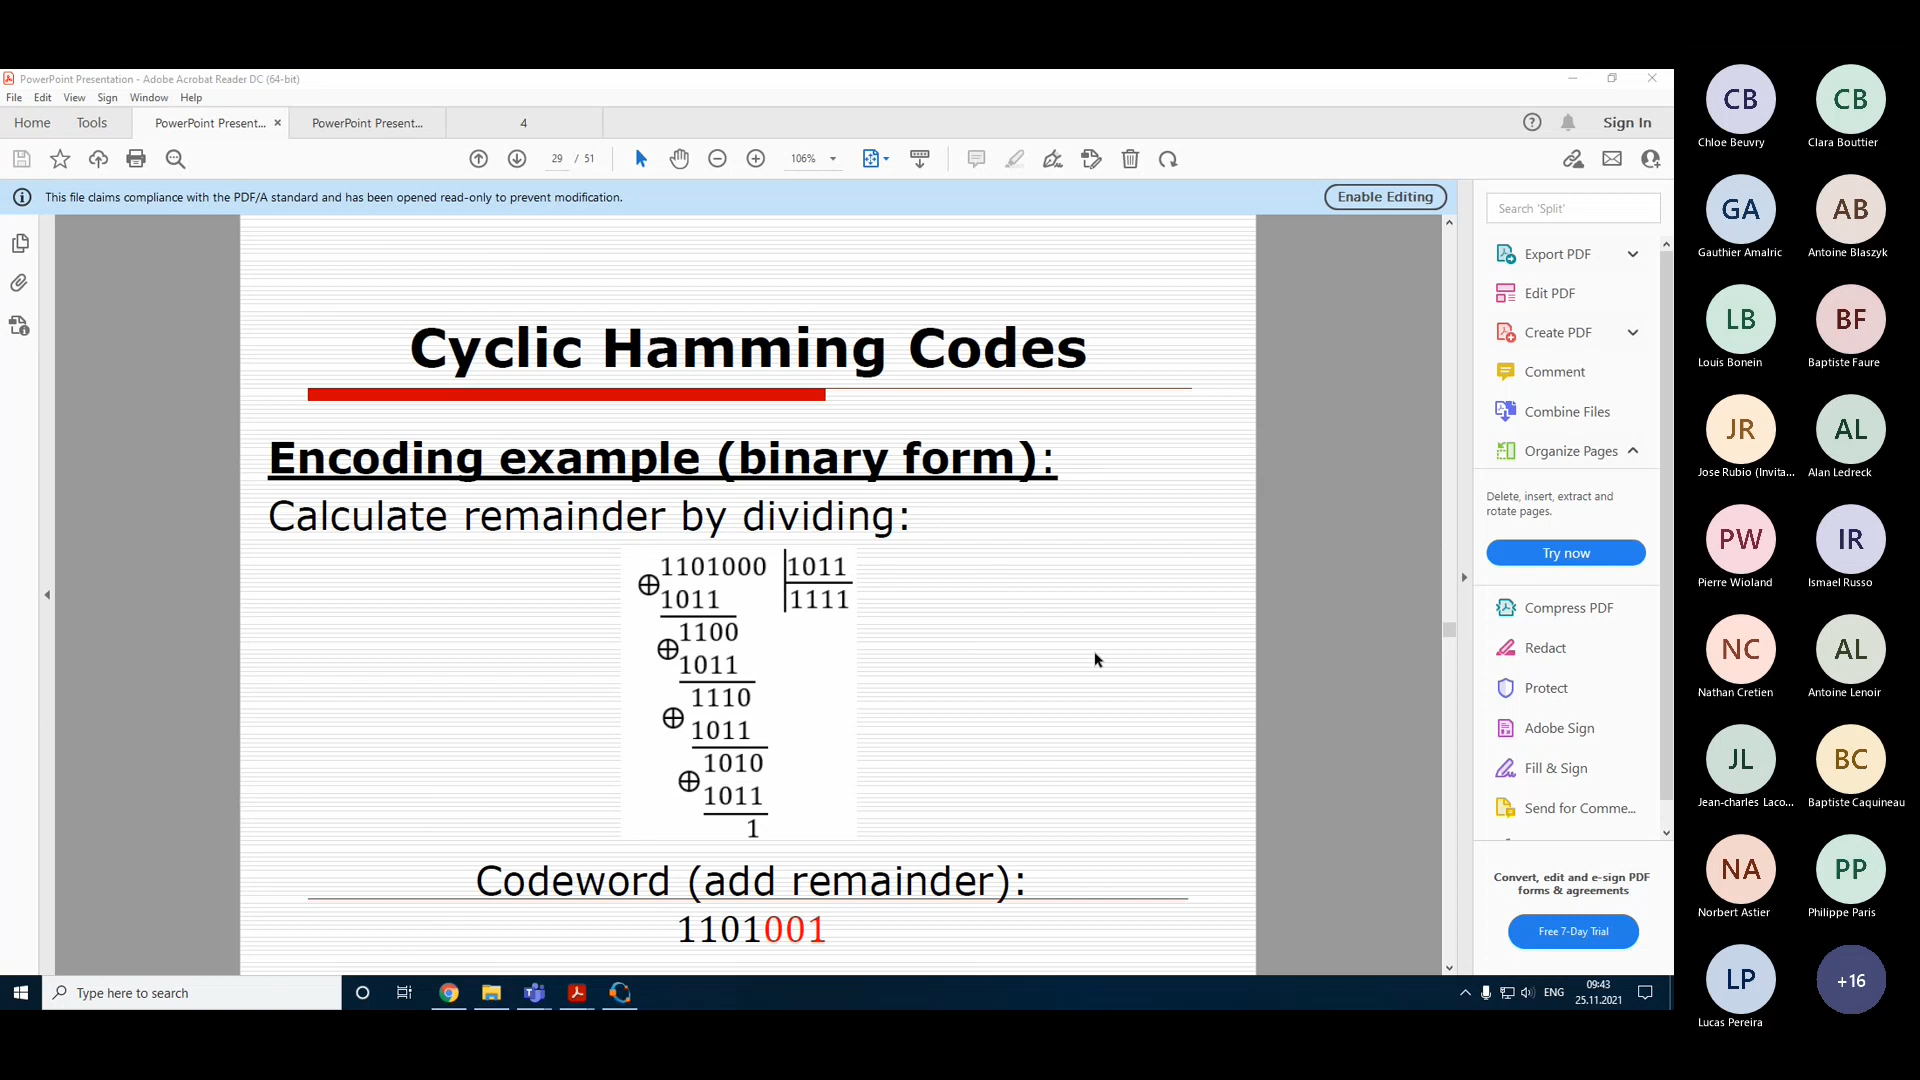 PowerPoint Presentation - Adobe Acrobat Reader DC (64-bit)
File Edit View Sign Window Help
Home Tools PowerPoint Present... × PowerPoint Present... 4 Sign In
29 / 51 106%
This file claims compliance with the PDF/A standard and has been opened read-only to prevent modification. Enable Editing
Cyclic Hamming Codes
Encoding example (binary form):
Calculate remainder by dividing:
⊕ 1101000 1011
1011 1111
1100
⊕ 1011
1110
⊕ 1011
1010
⊕ 1011
1
Codeword (add remainder):
1101001
Search 'Split'
Export PDF
Edit PDF
Create PDF
Comment
Combine Files
Organize Pages
Delete, insert, extract and
rotate pages.
Try now
Compress PDF
Redact
Protect
Adobe Sign
Fill & Sign
Send for Comme...
Convert, edit and e-sign PDF
forms & agreements
Free 7-Day Trial
Type here to search
ENG
09:43
25.11.2021
CB CB
Chloe Beuvry Clara Bouttier
GA AB
Gauthier Amalric Antoine Blaszyk
LB BF
Louis Bonein Baptiste Faure
JR AL
Jose Rubio (Invita... Alan Ledreck
PW IR
Pierre Wioland Ismael Russo
NC AL
Nathan Cretien Antoine Lenoir
JL BC
Jean-charles Laco... Baptiste Caquineau
NA PP
Norbert Astier Philippe Paris
LP +16
Lucas Pereira